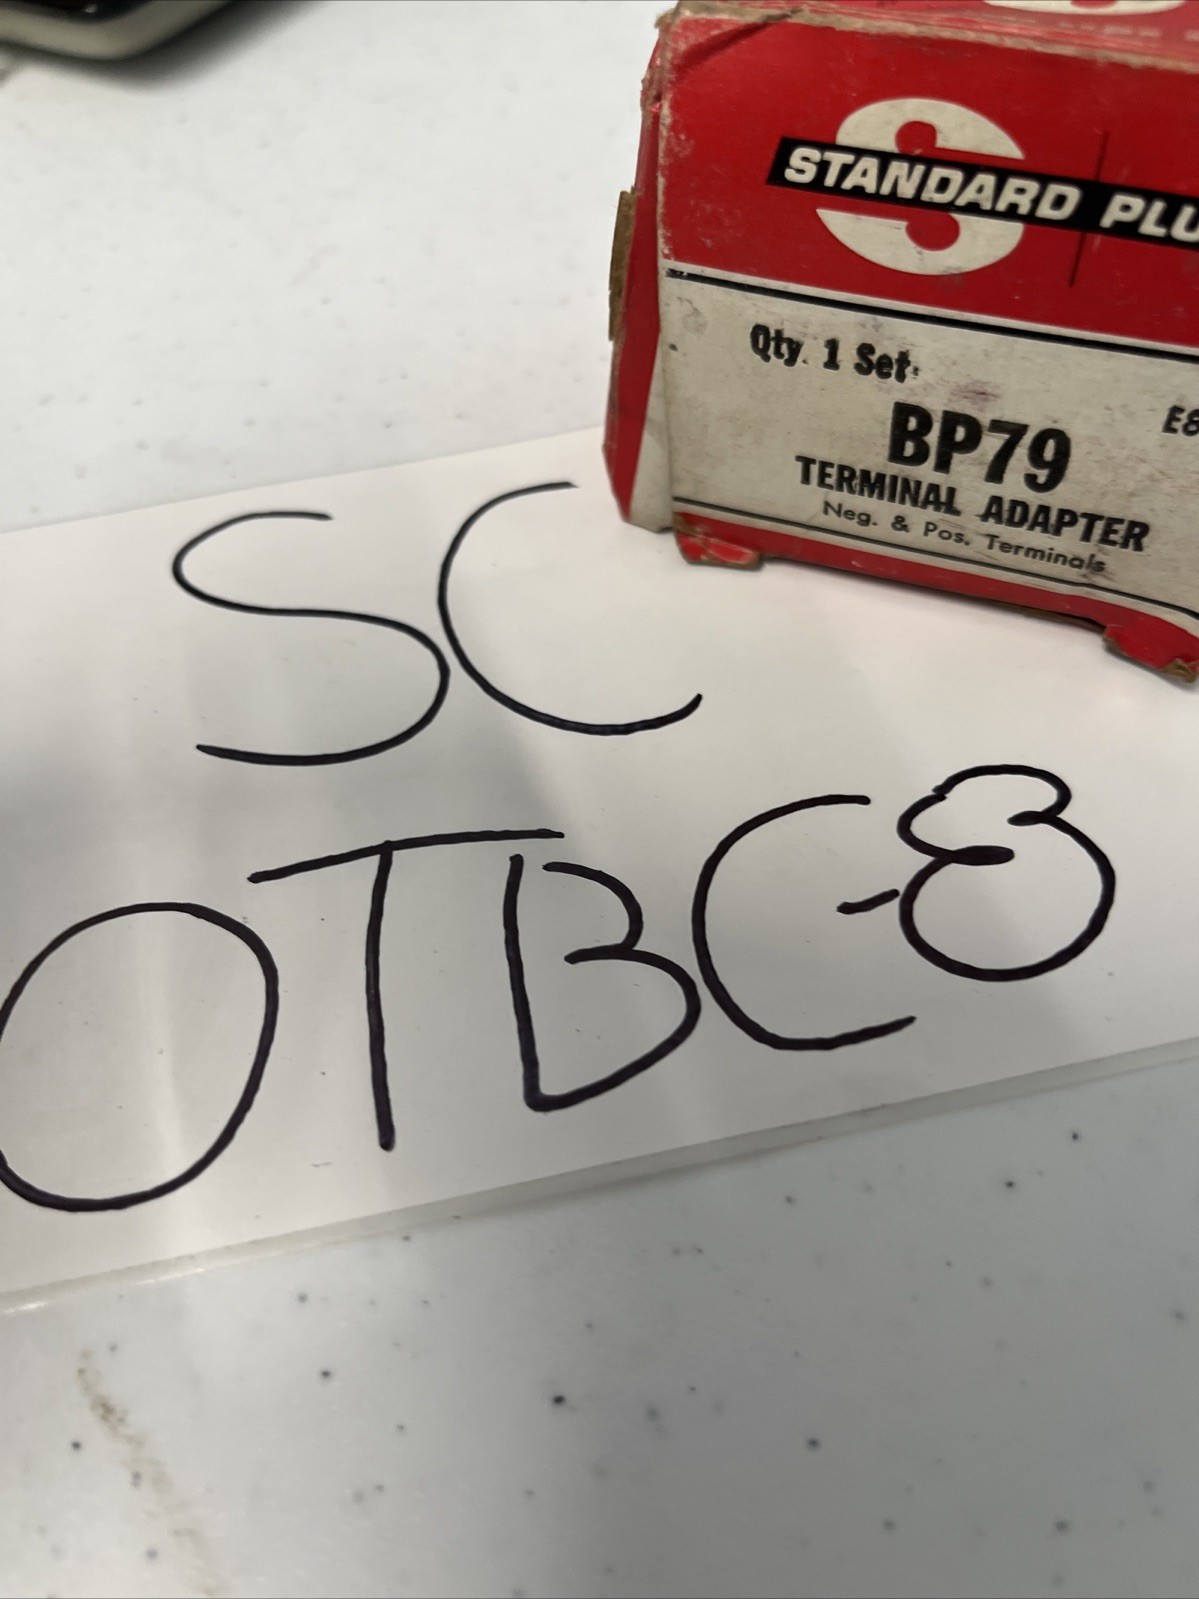 STANDARD PLU
Qty. 1 Set
E8
BP79
TERMINAL ADAPTER
Neg. & Pos. Terminals
SC
OTBC-8